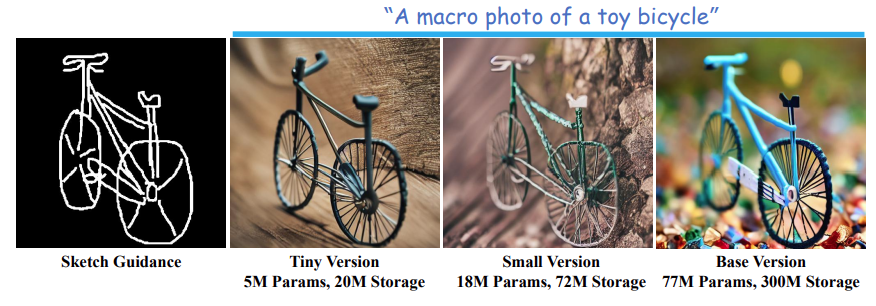 “A macro photo of a toy bicycle”
Sketch Guidance
Tiny Version
5M Params, 20M Storage
Small Version
18M Params, 72M Storage
Base Version
77M Params, 300M Storage